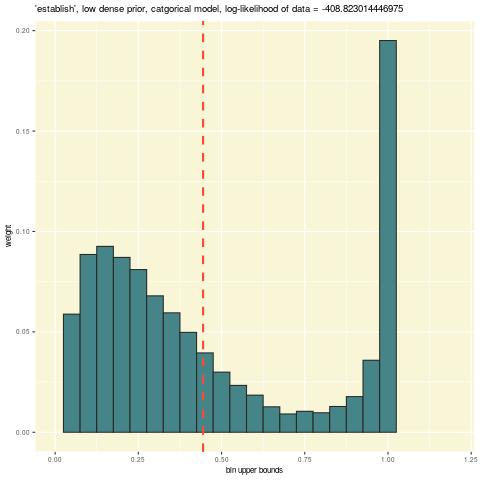 'establish', low dense prior, catgorical model, log-likelihood of data = -408.823014446975
0.20
0.15
0.10
0.05
0.00
weight
0.00 0.25 0.50 0.75 1.00 1.25
bin upper bounds